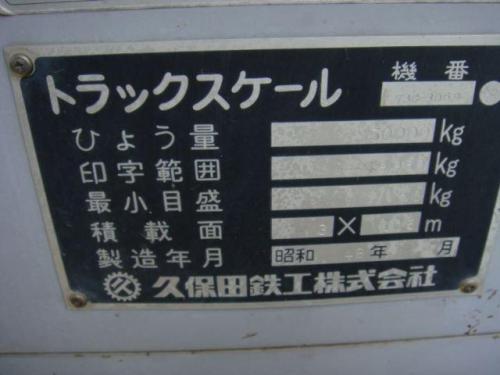 トラックスケール 機番
ひょう量 50000 kg
印字範囲 kg
最小目盛 kg
積載面 3 × m
製造年月 昭和 年 月
久保田鉄工株式会社